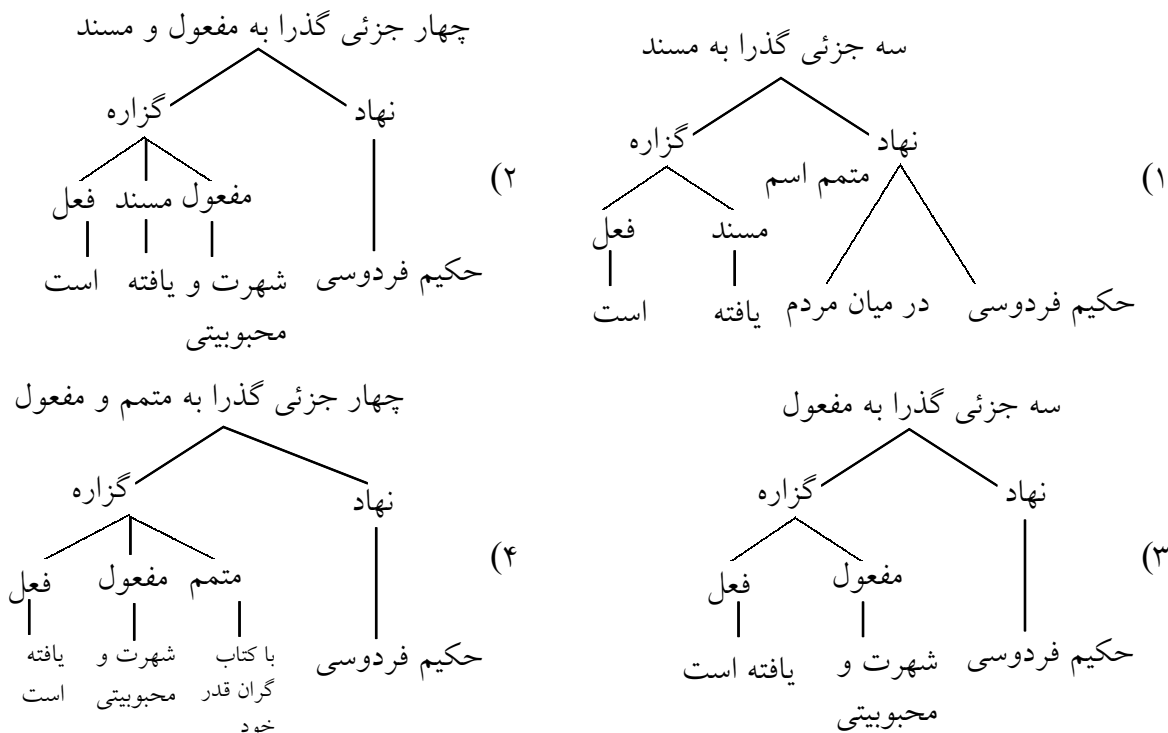 ۱)
سه جزئی گذرا به مسند
نهاد گزاره
متمم اسم
مسند فعل
حکیم فردوسی در میان مردم یافته است
۲)
چهار جزئی گذرا به مفعول و مسند
نهاد گزاره
مفعول مسند فعل
حکیم فردوسی شهرت و یافته است
محبوبیتی
۳)
سه جزئی گذرا به مفعول
نهاد گزاره
مفعول فعل
حکیم فردوسی شهرت و یافته است
محبوبیتی
۴)
چهار جزئی گذرا به متمم و مفعول
نهاد گزاره
متمم مفعول فعل
حکیم فردوسی با کتاب شهرت و یافته
گران قدر محبوبیتی است
خود